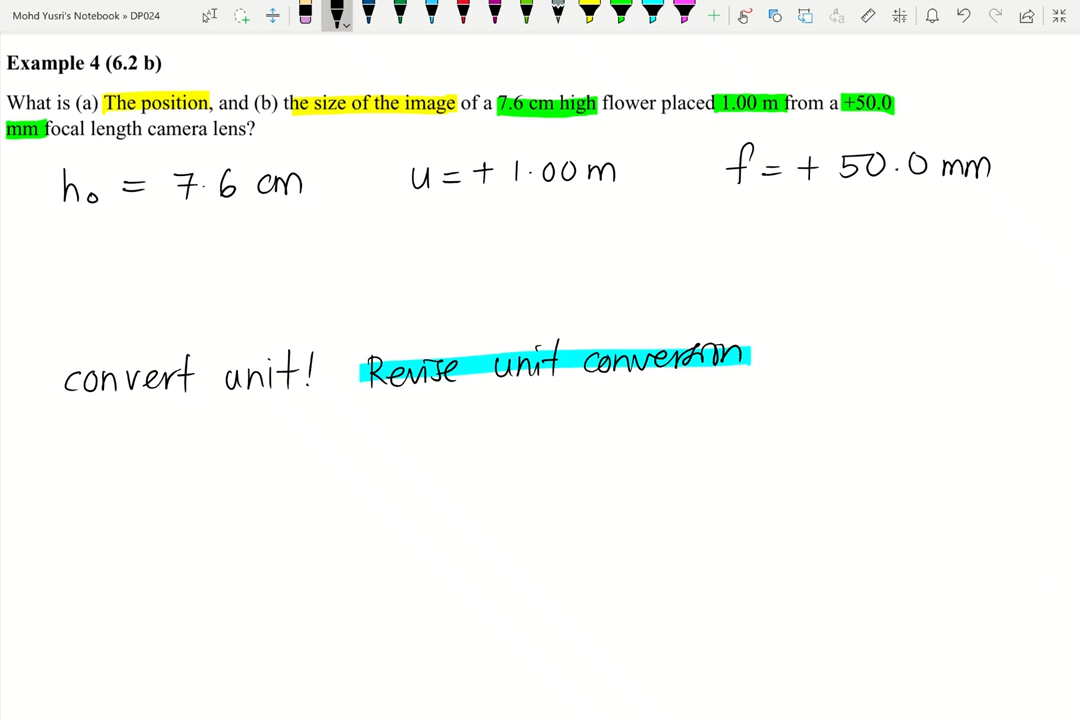 Mohd Yusri's Notebook » DP024
Example 4 (6.2 b)
What is (a) The position, and (b) the size of the image of a 7.6 cm high flower placed 1.00 m from a +50.0
mm focal length camera lens?
h₀ = 7.6 cm u = + 1.00 m f = + 50.0 mm
convert unit! Revise unit conversion